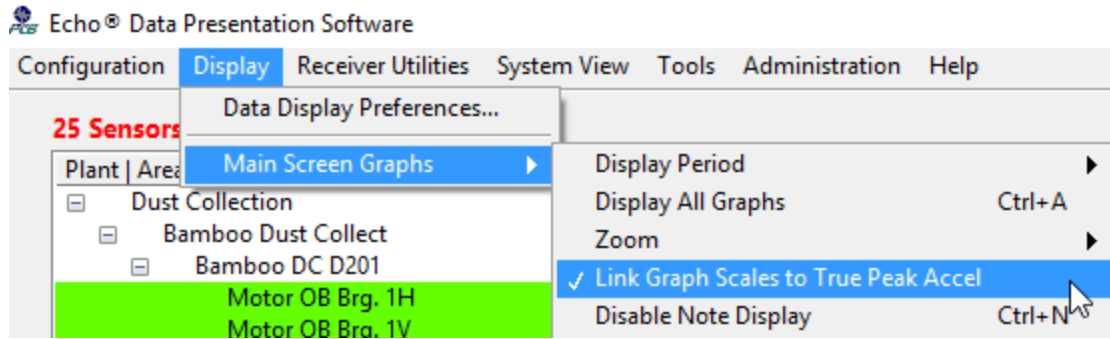 Echo® Data Presentation Software
Configuration Display Receiver Utilities System View Tools Administration Help
Data Display Preferences...
25 Sensors
Main Screen Graphs
Plant | Area
Display Period
Dust Collection
Display All Graphs Ctrl+A
Bamboo Dust Collect
Zoom
Bamboo DC D201
✓ Link Graph Scales to True Peak Accel
Motor OB Brg. 1H
Disable Note Display Ctrl+N
Motor OB Brg. 1V